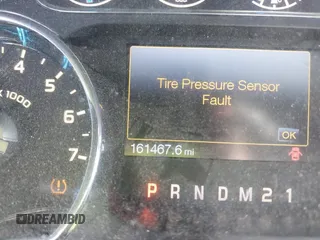 4
5
6
7
x 1000
Tire Pressure Sensor
Fault
OK
161467.6 mi
P R N D M 2 1
DREAMBID